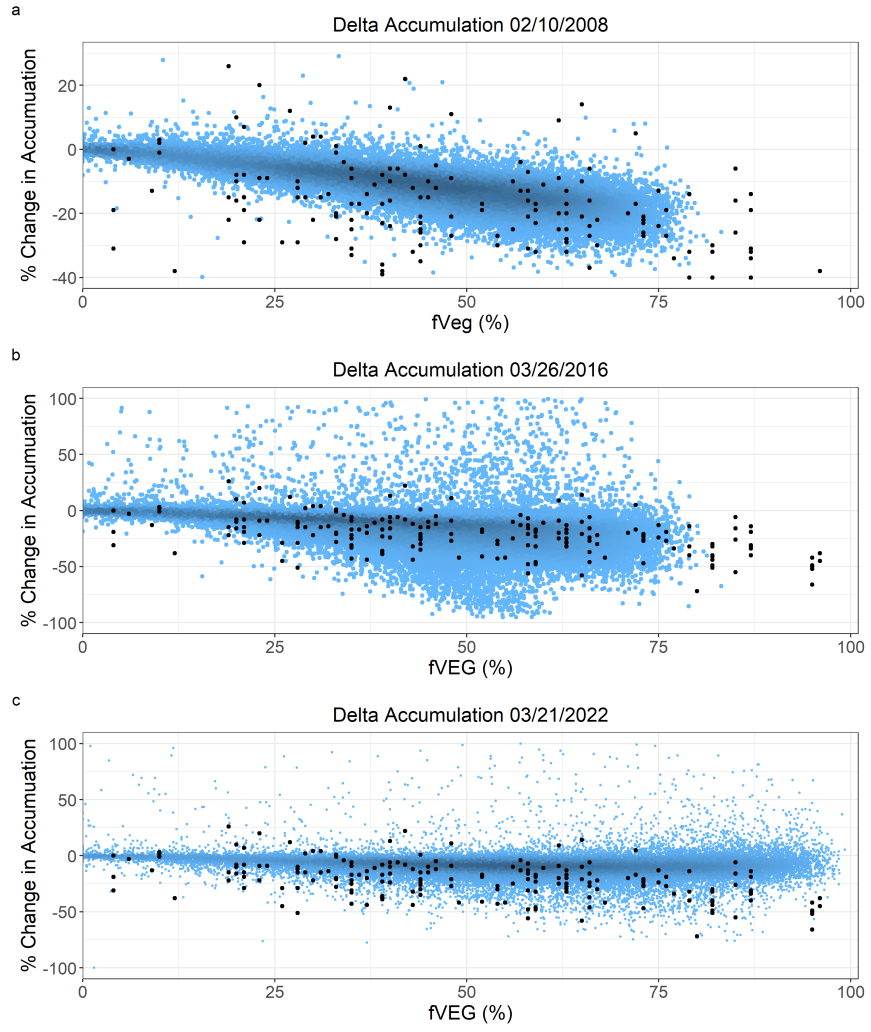 a
Delta Accumulation 02/10/2008
% Change in Accumuation
20
0
-20
-40
0 25 50 75 100
fVeg (%)
b
Delta Accumulation 03/26/2016
% Change in Accumuation
100
50
0
-50
-100
0 25 50 75 100
fVEG (%)
c
Delta Accumulation 03/21/2022
% Change in Accumuation
100
50
0
-50
-100
0 25 50 75 100
fVEG (%)